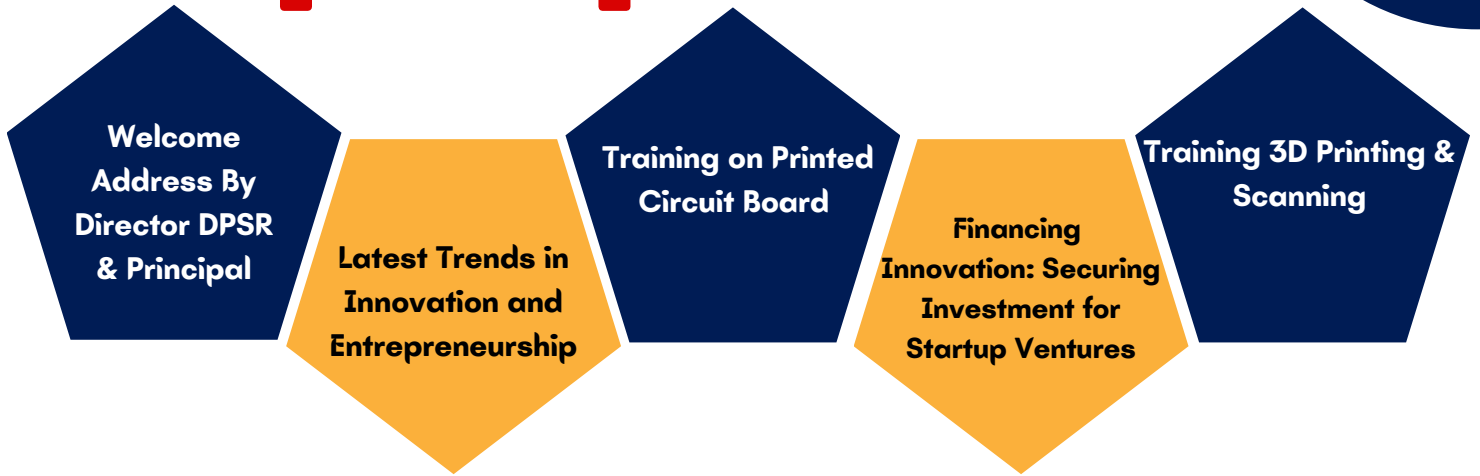 Welcome
Address By
Director DPSR
& Principal
Latest Trends in
Innovation and
Entrepreneurship
Training on Printed
Circuit Board
Financing
Innovation: Securing
Investment for
Startup Ventures
Training 3D Printing &
Scanning